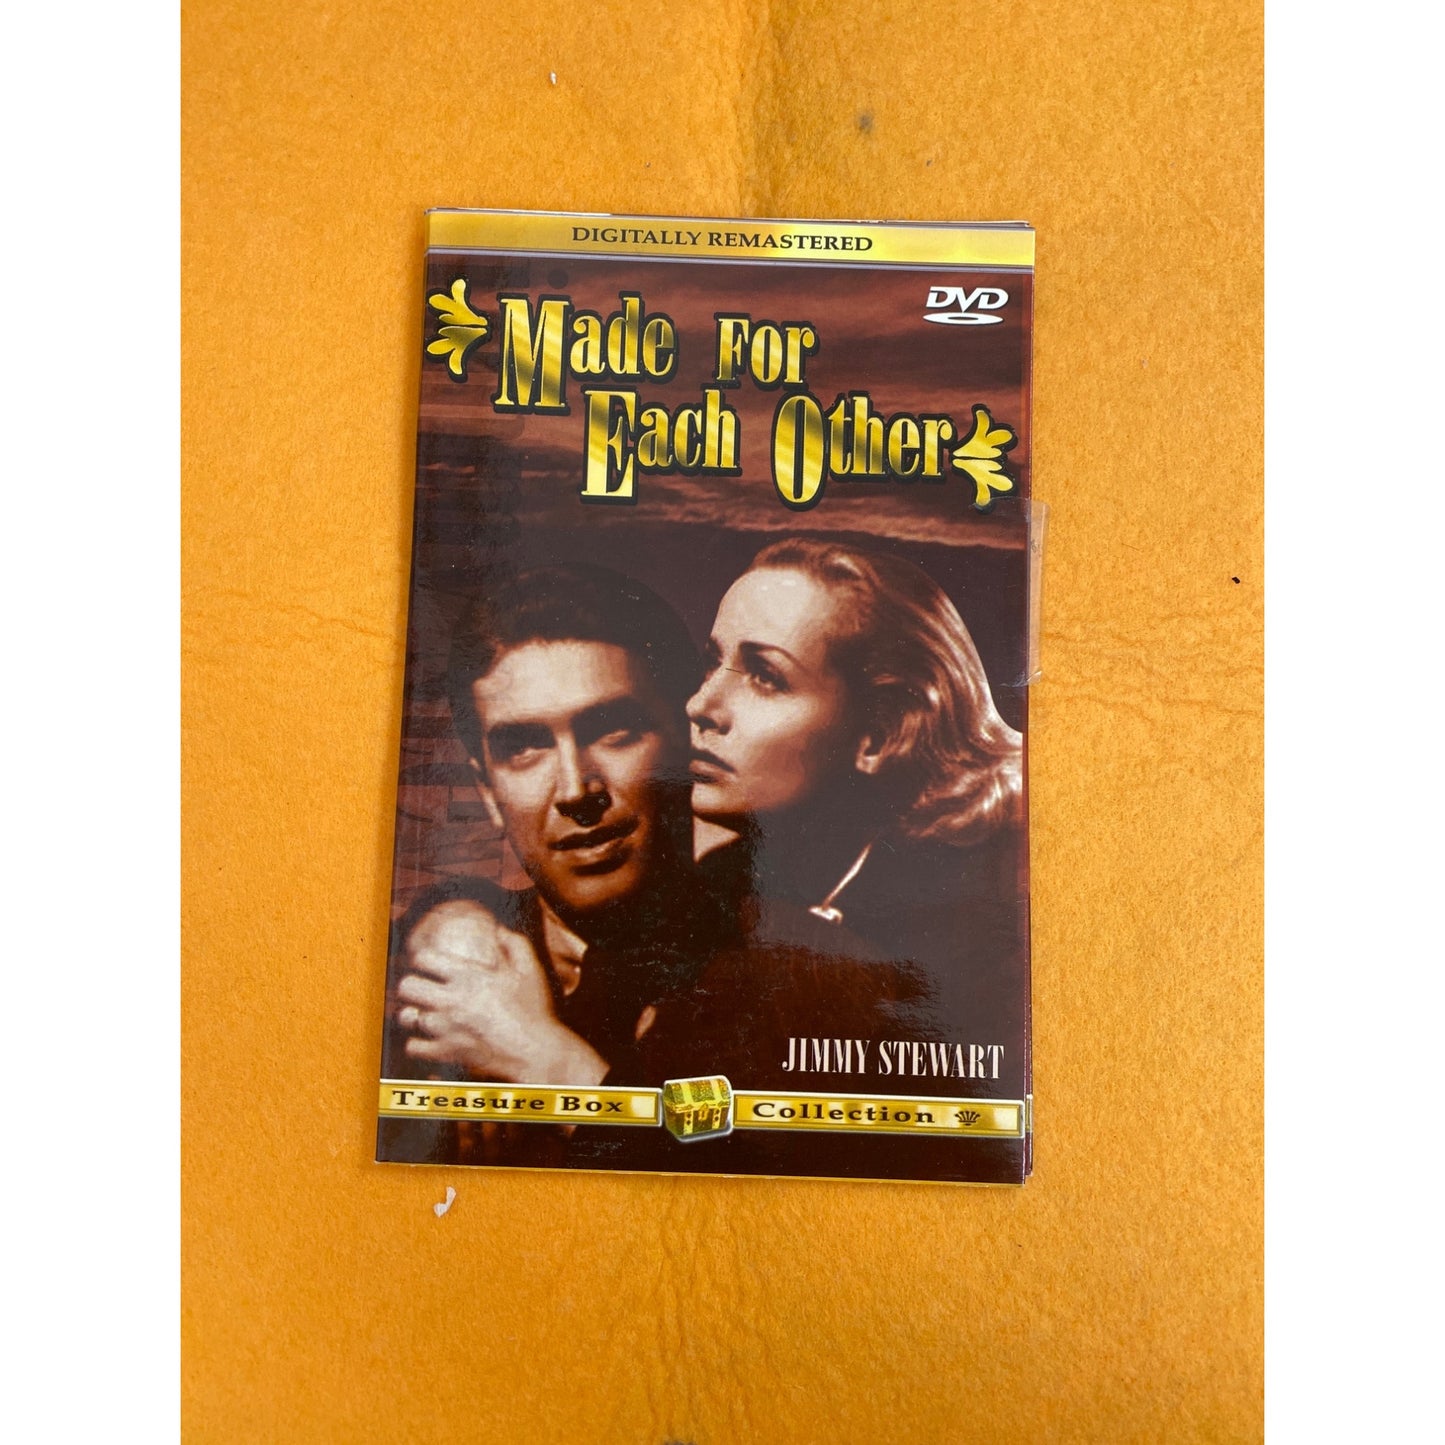 DIGITALLY REMASTERED
DVD
Made For
Each Other
JIMMY STEWART
Treasure Box Collection